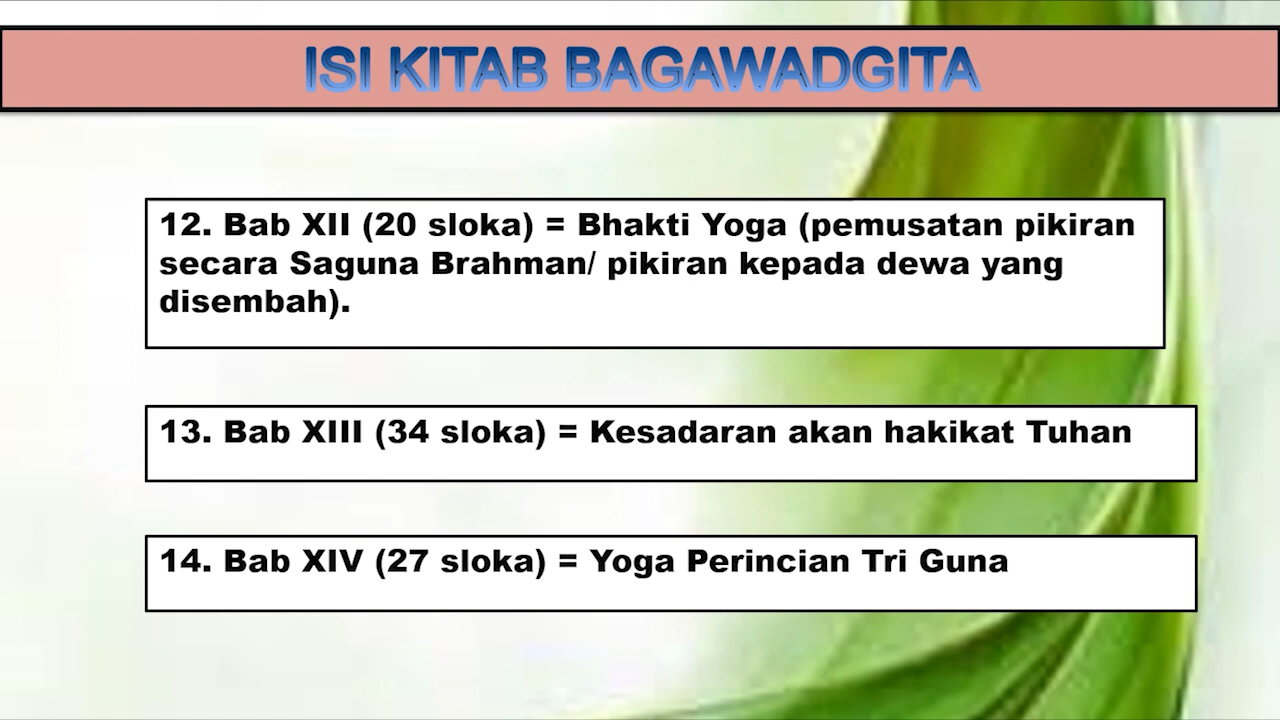 ISI KITAB BAGAWADGITA
12. Bab XII (20 sloka) = Bhakti Yoga (pemusatan pikiran
secara Saguna Brahman/ pikiran kepada dewa yang
disembah).
13. Bab XIII (34 sloka) = Kesadaran akan hakikat Tuhan
14. Bab XIV (27 sloka) = Yoga Perincian Tri Guna